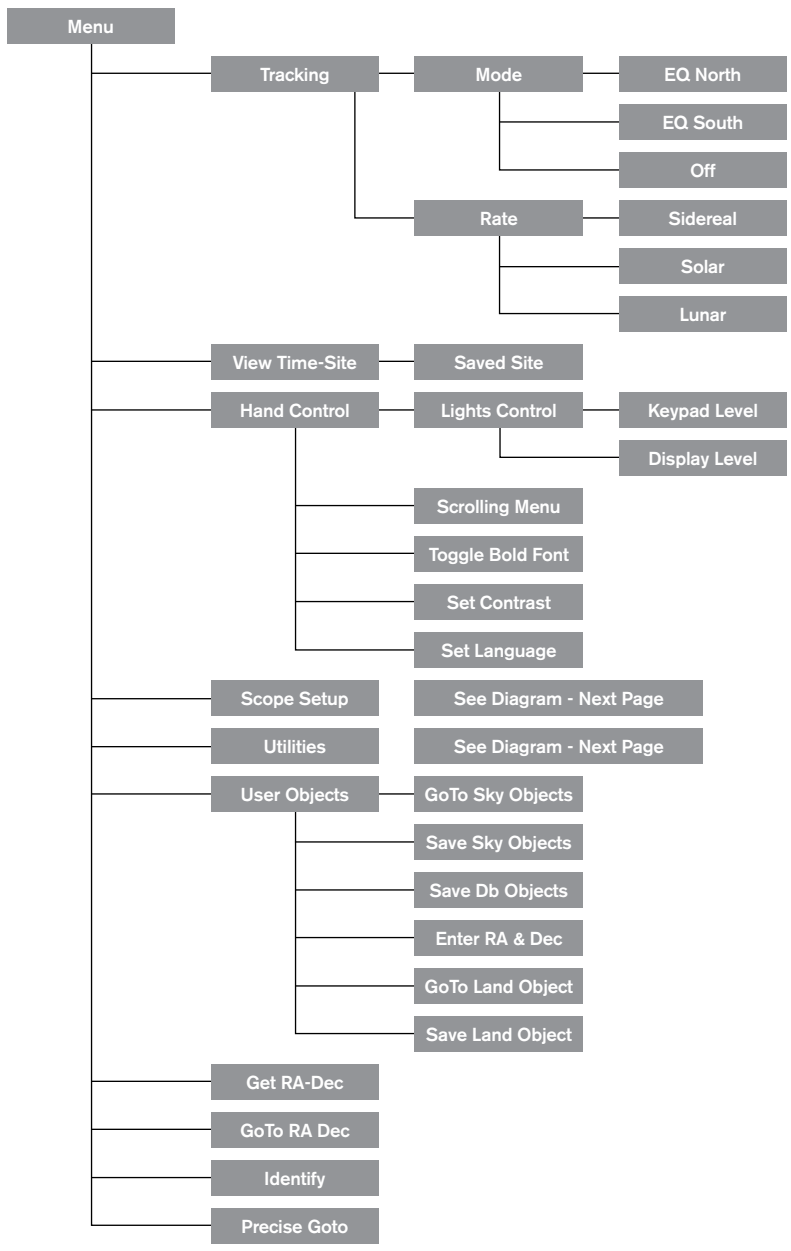 Menu
Tracking
Mode
EQ North
EQ South
Off
Rate
Sidereal
Solar
Lunar
View Time-Site
Saved Site
Hand Control
Lights Control
Keypad Level
Display Level
Scrolling Menu
Toggle Bold Font
Set Contrast
Set Language
Scope Setup
See Diagram - Next Page
Utilities
See Diagram - Next Page
User Objects
GoTo Sky Objects
Save Sky Objects
Save Db Objects
Enter RA & Dec
GoTo Land Object
Save Land Object
Get RA-Dec
GoTo RA Dec
Identify
Precise Goto